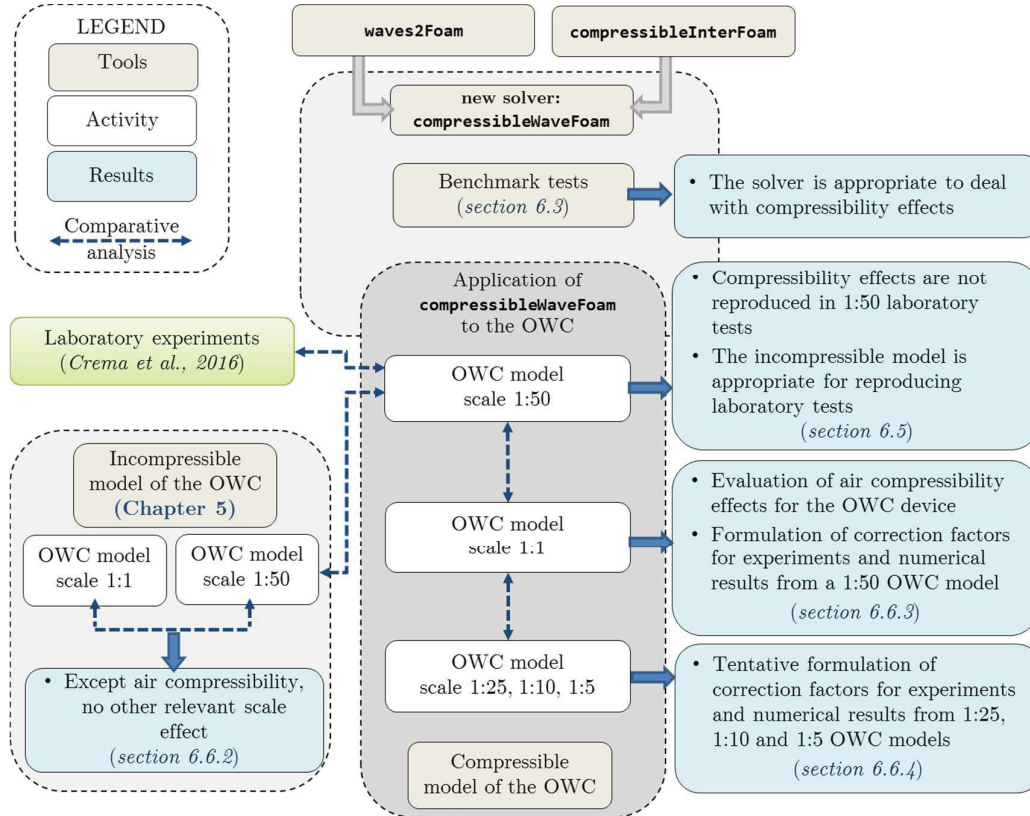 LEGEND
Tools
Activity
Results
Comparative
analysis
waves2Foam
compressibleInterFoam
new solver:
compressibleWaveFoam
Benchmark tests
(section 6.3)
• The solver is appropriate to deal
with compressibility effects
Application of
compressibleWaveFoam
to the OWC
• Compressibility effects are not
reproduced in 1:50 laboratory
tests
• The incompressible model is
appropriate for reproducing
laboratory tests
(section 6.5)
Laboratory experiments
(Crema et al., 2016)
OWC model
scale 1:50
Incompressible
model of the OWC
(Chapter 5)
OWC model
scale 1:1
OWC model
scale 1:50
• Except air compressibility,
no other relevant scale
effect
(section 6.6.2)
OWC model
scale 1:1
• Evaluation of air compressibility
effects for the OWC device
• Formulation of correction factors
for experiments and numerical
results from a 1:50 OWC model
(section 6.6.3)
OWC model
scale 1:25, 1:10, 1:5
• Tentative formulation of
correction factors for experiments
and numerical results from 1:25,
1:10 and 1:5 OWC models
(section 6.6.4)
Compressible
model of the OWC